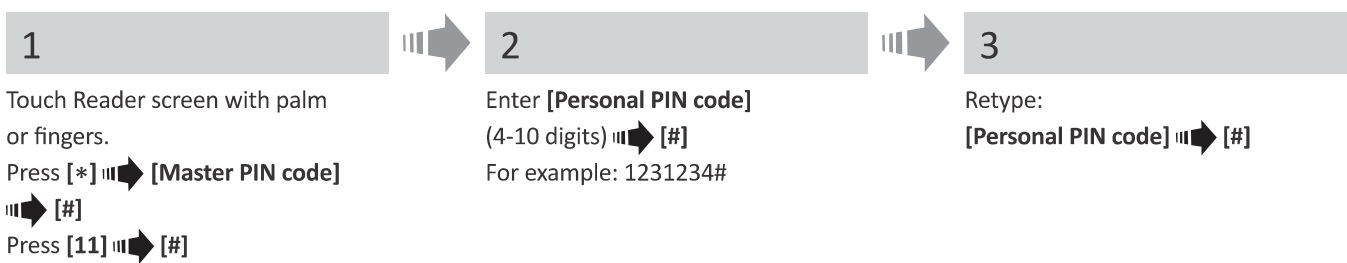 1
Touch Reader screen with palm
or fingers.
Press [*] [Master PIN code]
[#]
Press [11] [#]
2
Enter [Personal PIN code]
(4-10 digits) [#]
For example: 1231234#
3
Retype:
[Personal PIN code] [#]